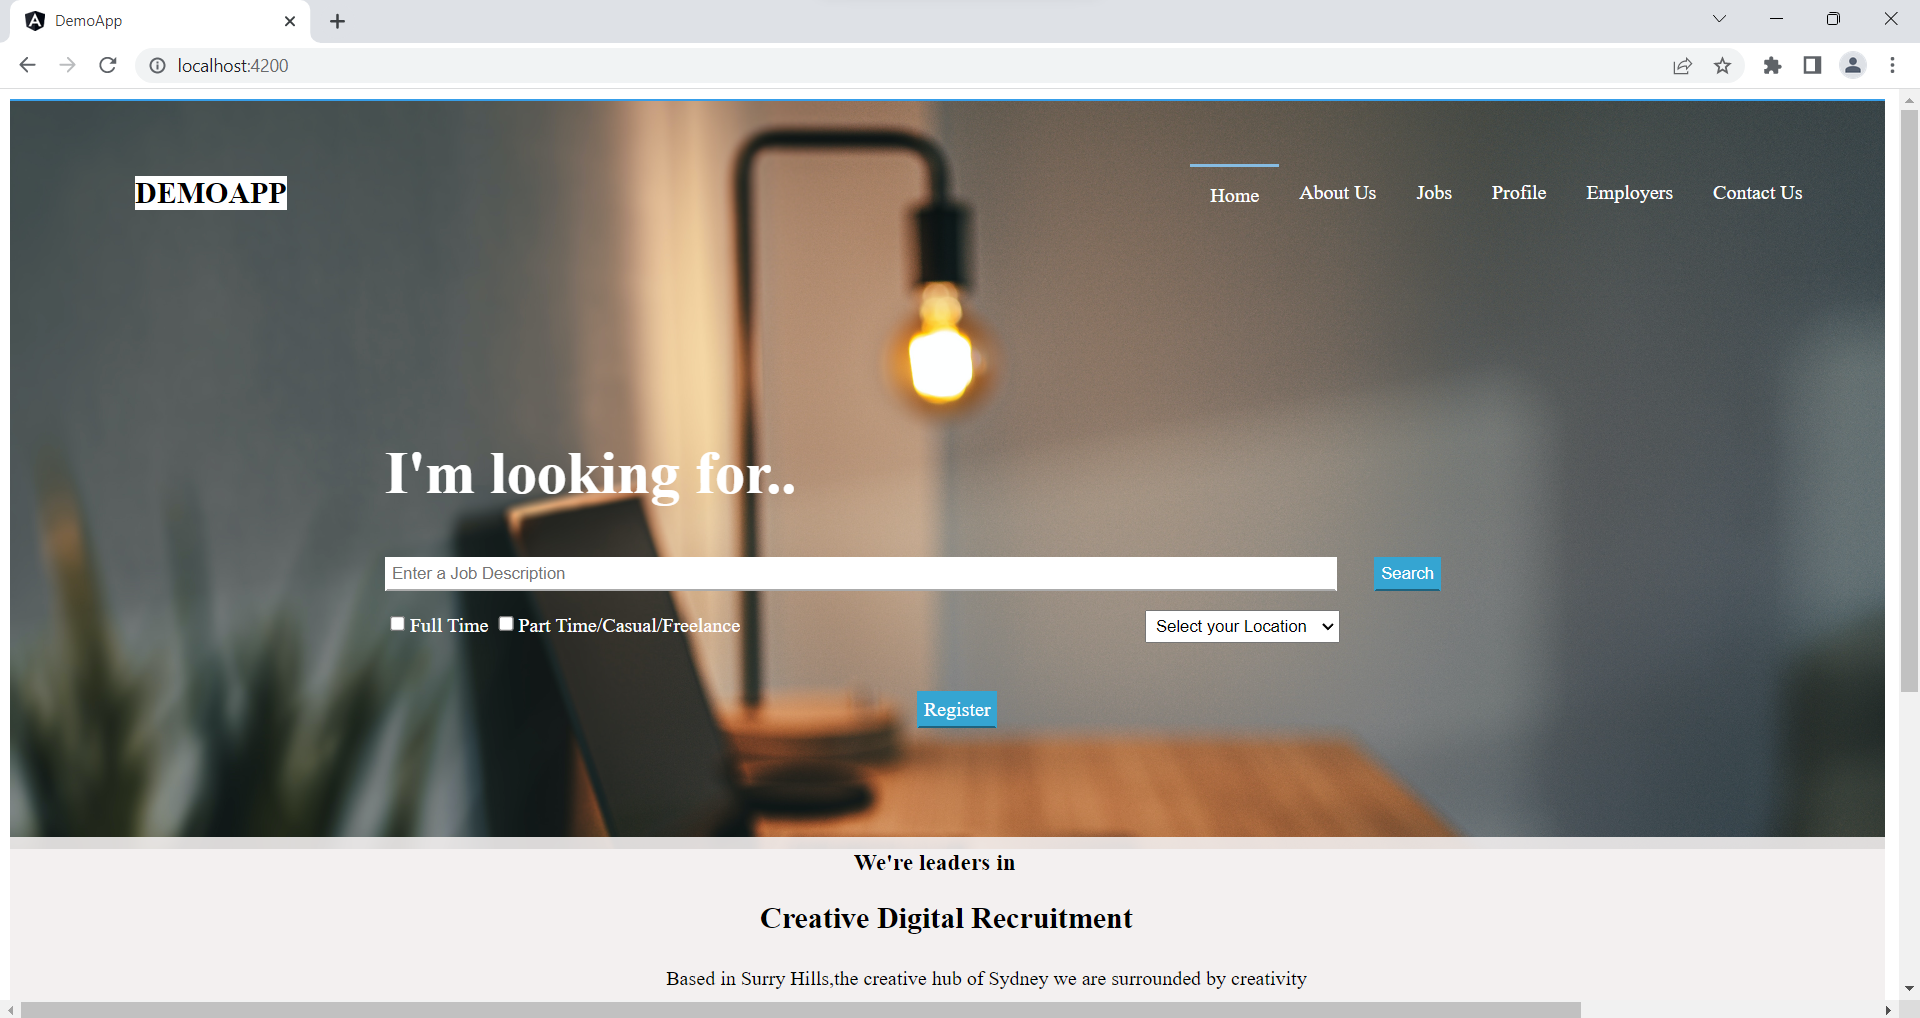 DemoApp
localhost:4200
DEMOAPP
Home About Us Jobs Profile Employers Contact Us
I'm looking for..
Enter a Job Description Search
Full Time Part Time/Casual/Freelance Select your Location
Register
We're leaders in
Creative Digital Recruitment
Based in Surry Hills,the creative hub of Sydney we are surrounded by creativity